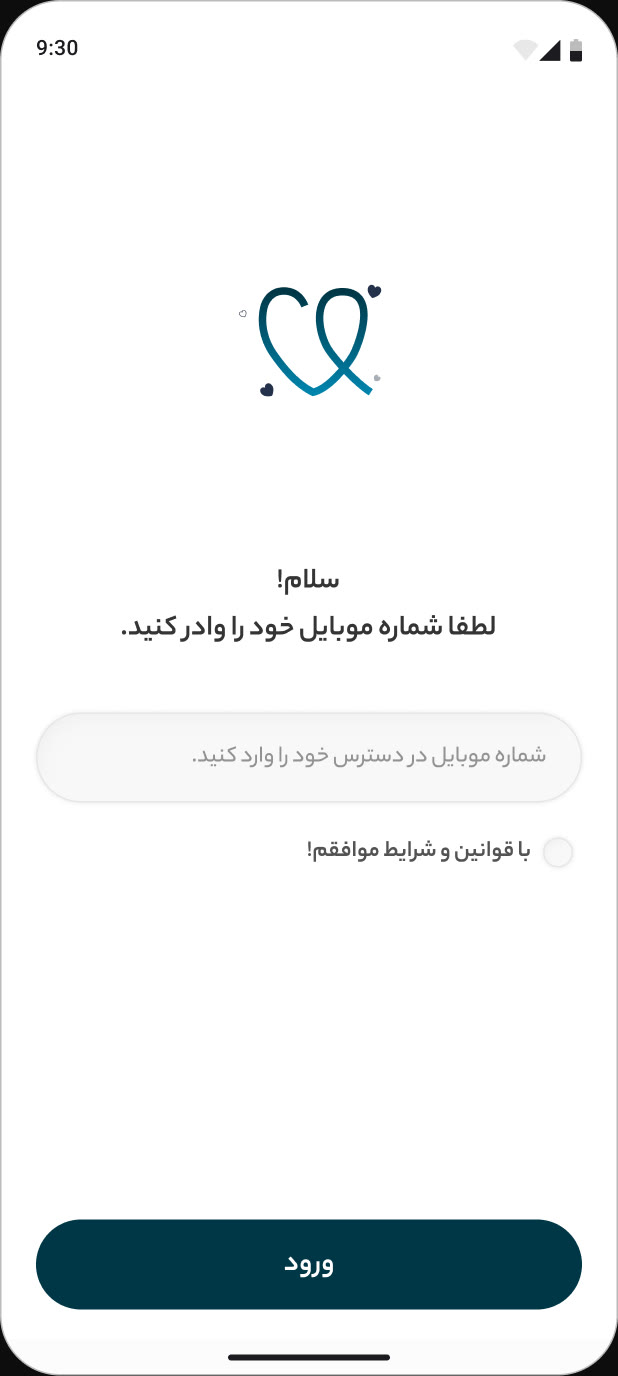 9:30
سلام!
لطفا شماره موبایل خود را وادر کنید.
شماره موبایل در دسترس خود را وارد کنید.
با قوانین و شرایط موافقم!
ورود